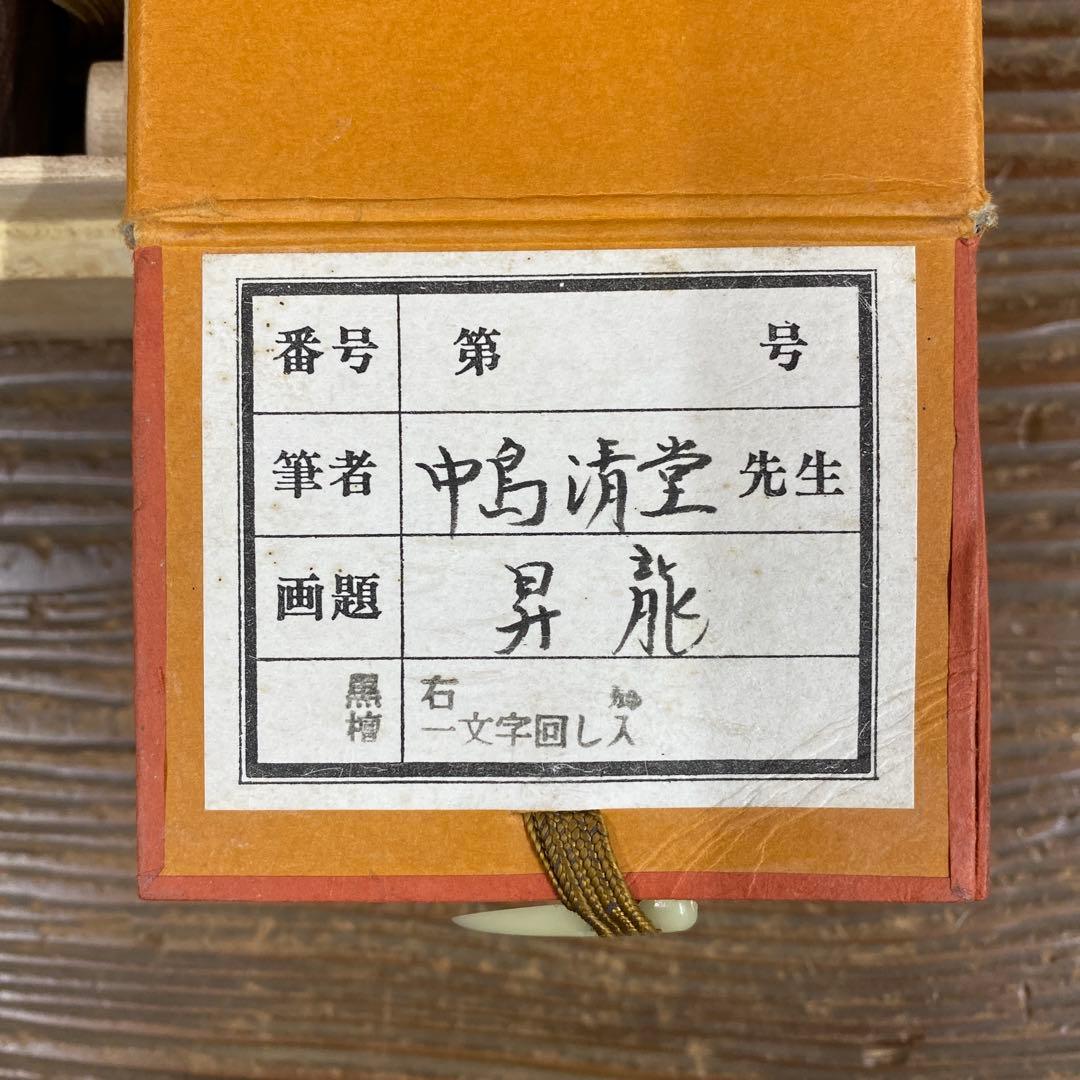 番号 第 号
筆者 中島清堂 先生
画題 昇龍
黒檀 右
一文字回し入